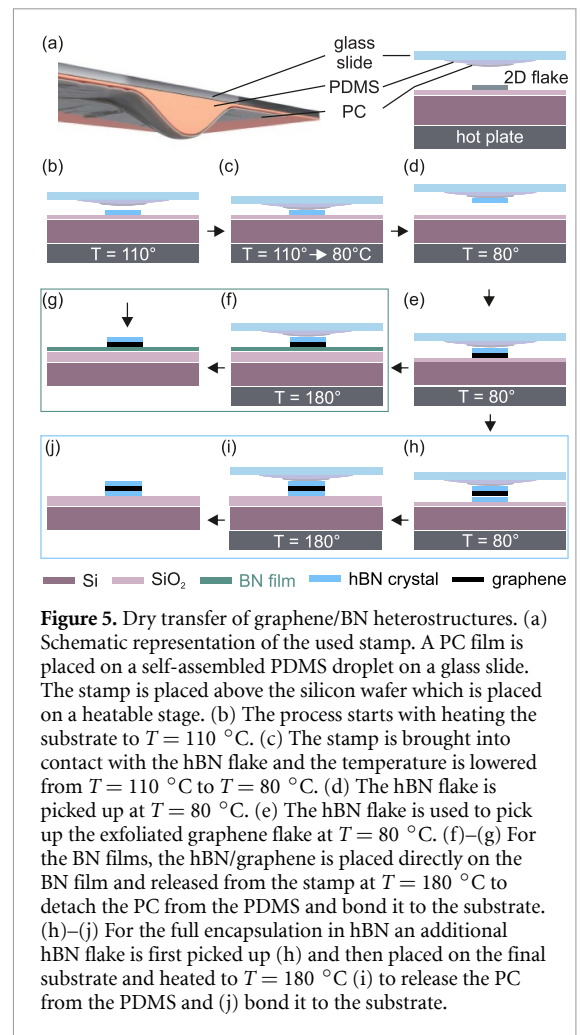 (a)
glass
slide
PDMS
PC
2D flake
hot plate
(b)
(c)
(d)
T = 110°
T = 110°→80°C
T = 80°
(g)
(f)
(e)
T = 180°
T = 80°
(j)
(i)
(h)
T = 180°
T = 80°
Si SiO₂ BN film hBN crystal graphene
Figure 5. Dry transfer of graphene/BN heterostructures. (a)
Schematic representation of the used stamp. A PC film is
placed on a self-assembled PDMS droplet on a glass slide.
The stamp is placed above the silicon wafer which is placed
on a heatable stage. (b) The process starts with heating the
substrate to T = 110 °C. (c) The stamp is brought into
contact with the hBN flake and the temperature is lowered
from T = 110 °C to T = 80 °C. (d) The hBN flake is
picked up at T = 80 °C. (e) The hBN flake is used to pick
up the exfoliated graphene flake at T = 80 °C. (f)–(g) For
the BN films, the hBN/graphene is placed directly on the
BN film and released from the stamp at T = 180 °C to
detach the PC from the PDMS and bond it to the substrate.
(h)–(j) For the full encapsulation in hBN an additional
hBN flake is first picked up (h) and then placed on the final
substrate and heated to T = 180 °C (i) to release the PC
from the PDMS and (j) bond it to the substrate.